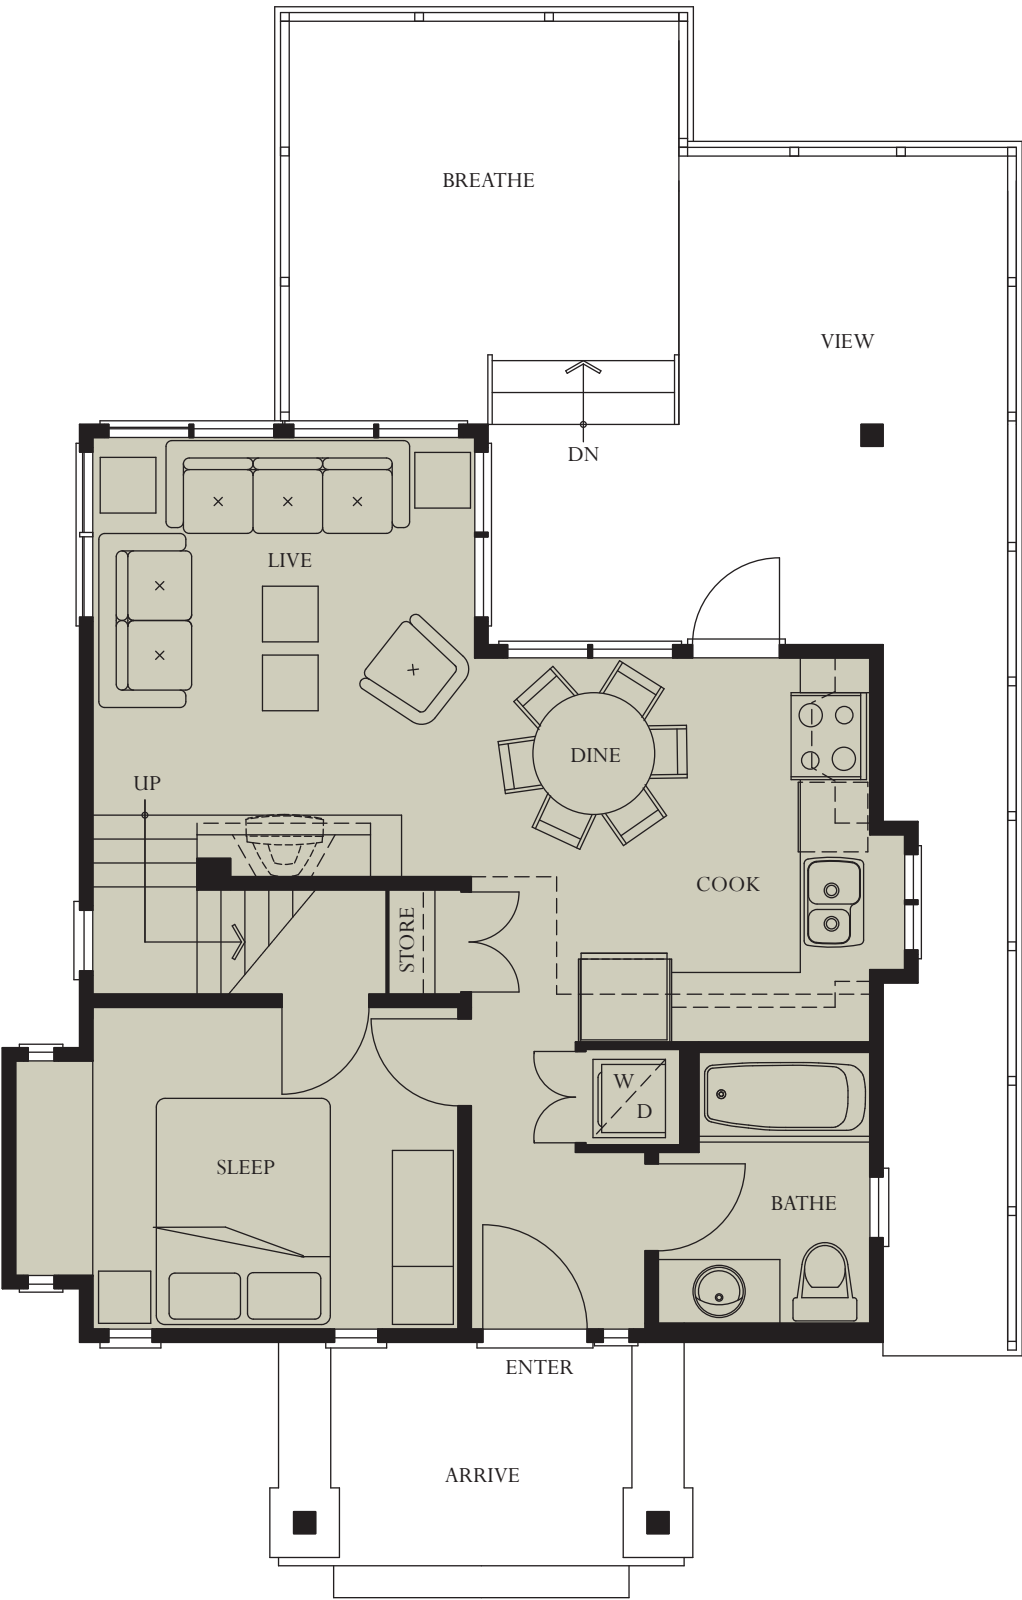 BREATHE
VIEW
DN
LIVE
DINE
UP
COOK
STORE
W
D
SLEEP
BATHE
ENTER
ARRIVE